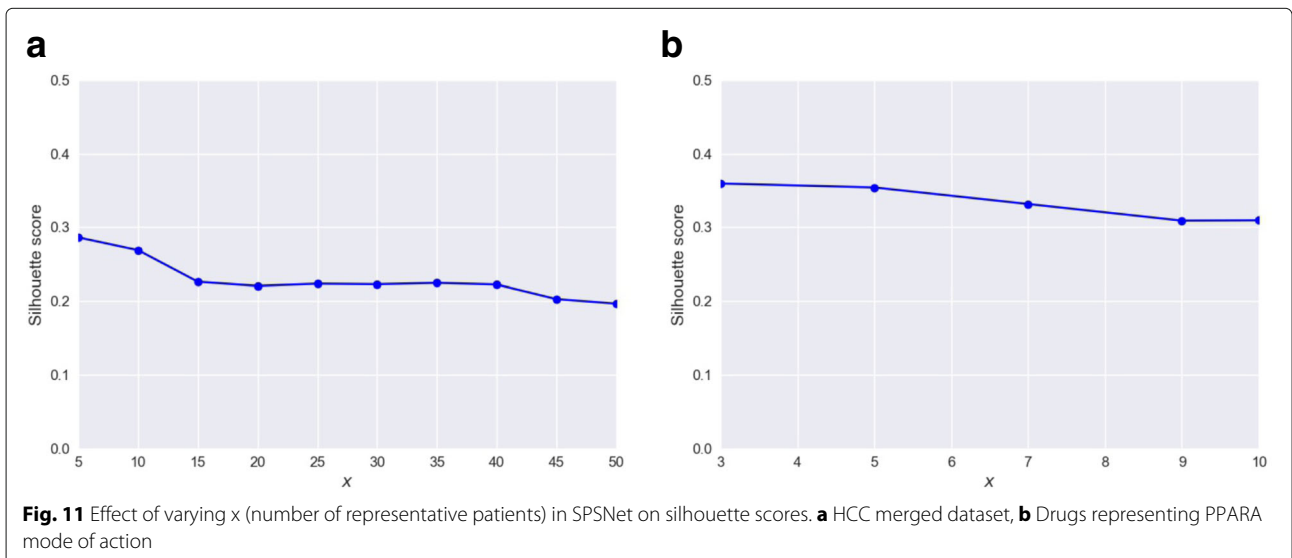 a
b
0.5
0.4
0.3
0.2
0.1
0.0
Silhouette score
5 10 15 20 25 30 35 40 45 50
x
0.5
0.4
0.3
0.2
0.1
0.0
Silhouette score
3 4 5 6 7 8 9 10
x
Fig. 11 Effect of varying x (number of representative patients) in SPSNet on silhouette scores. a HCC merged dataset, b Drugs representing PPARA
mode of action